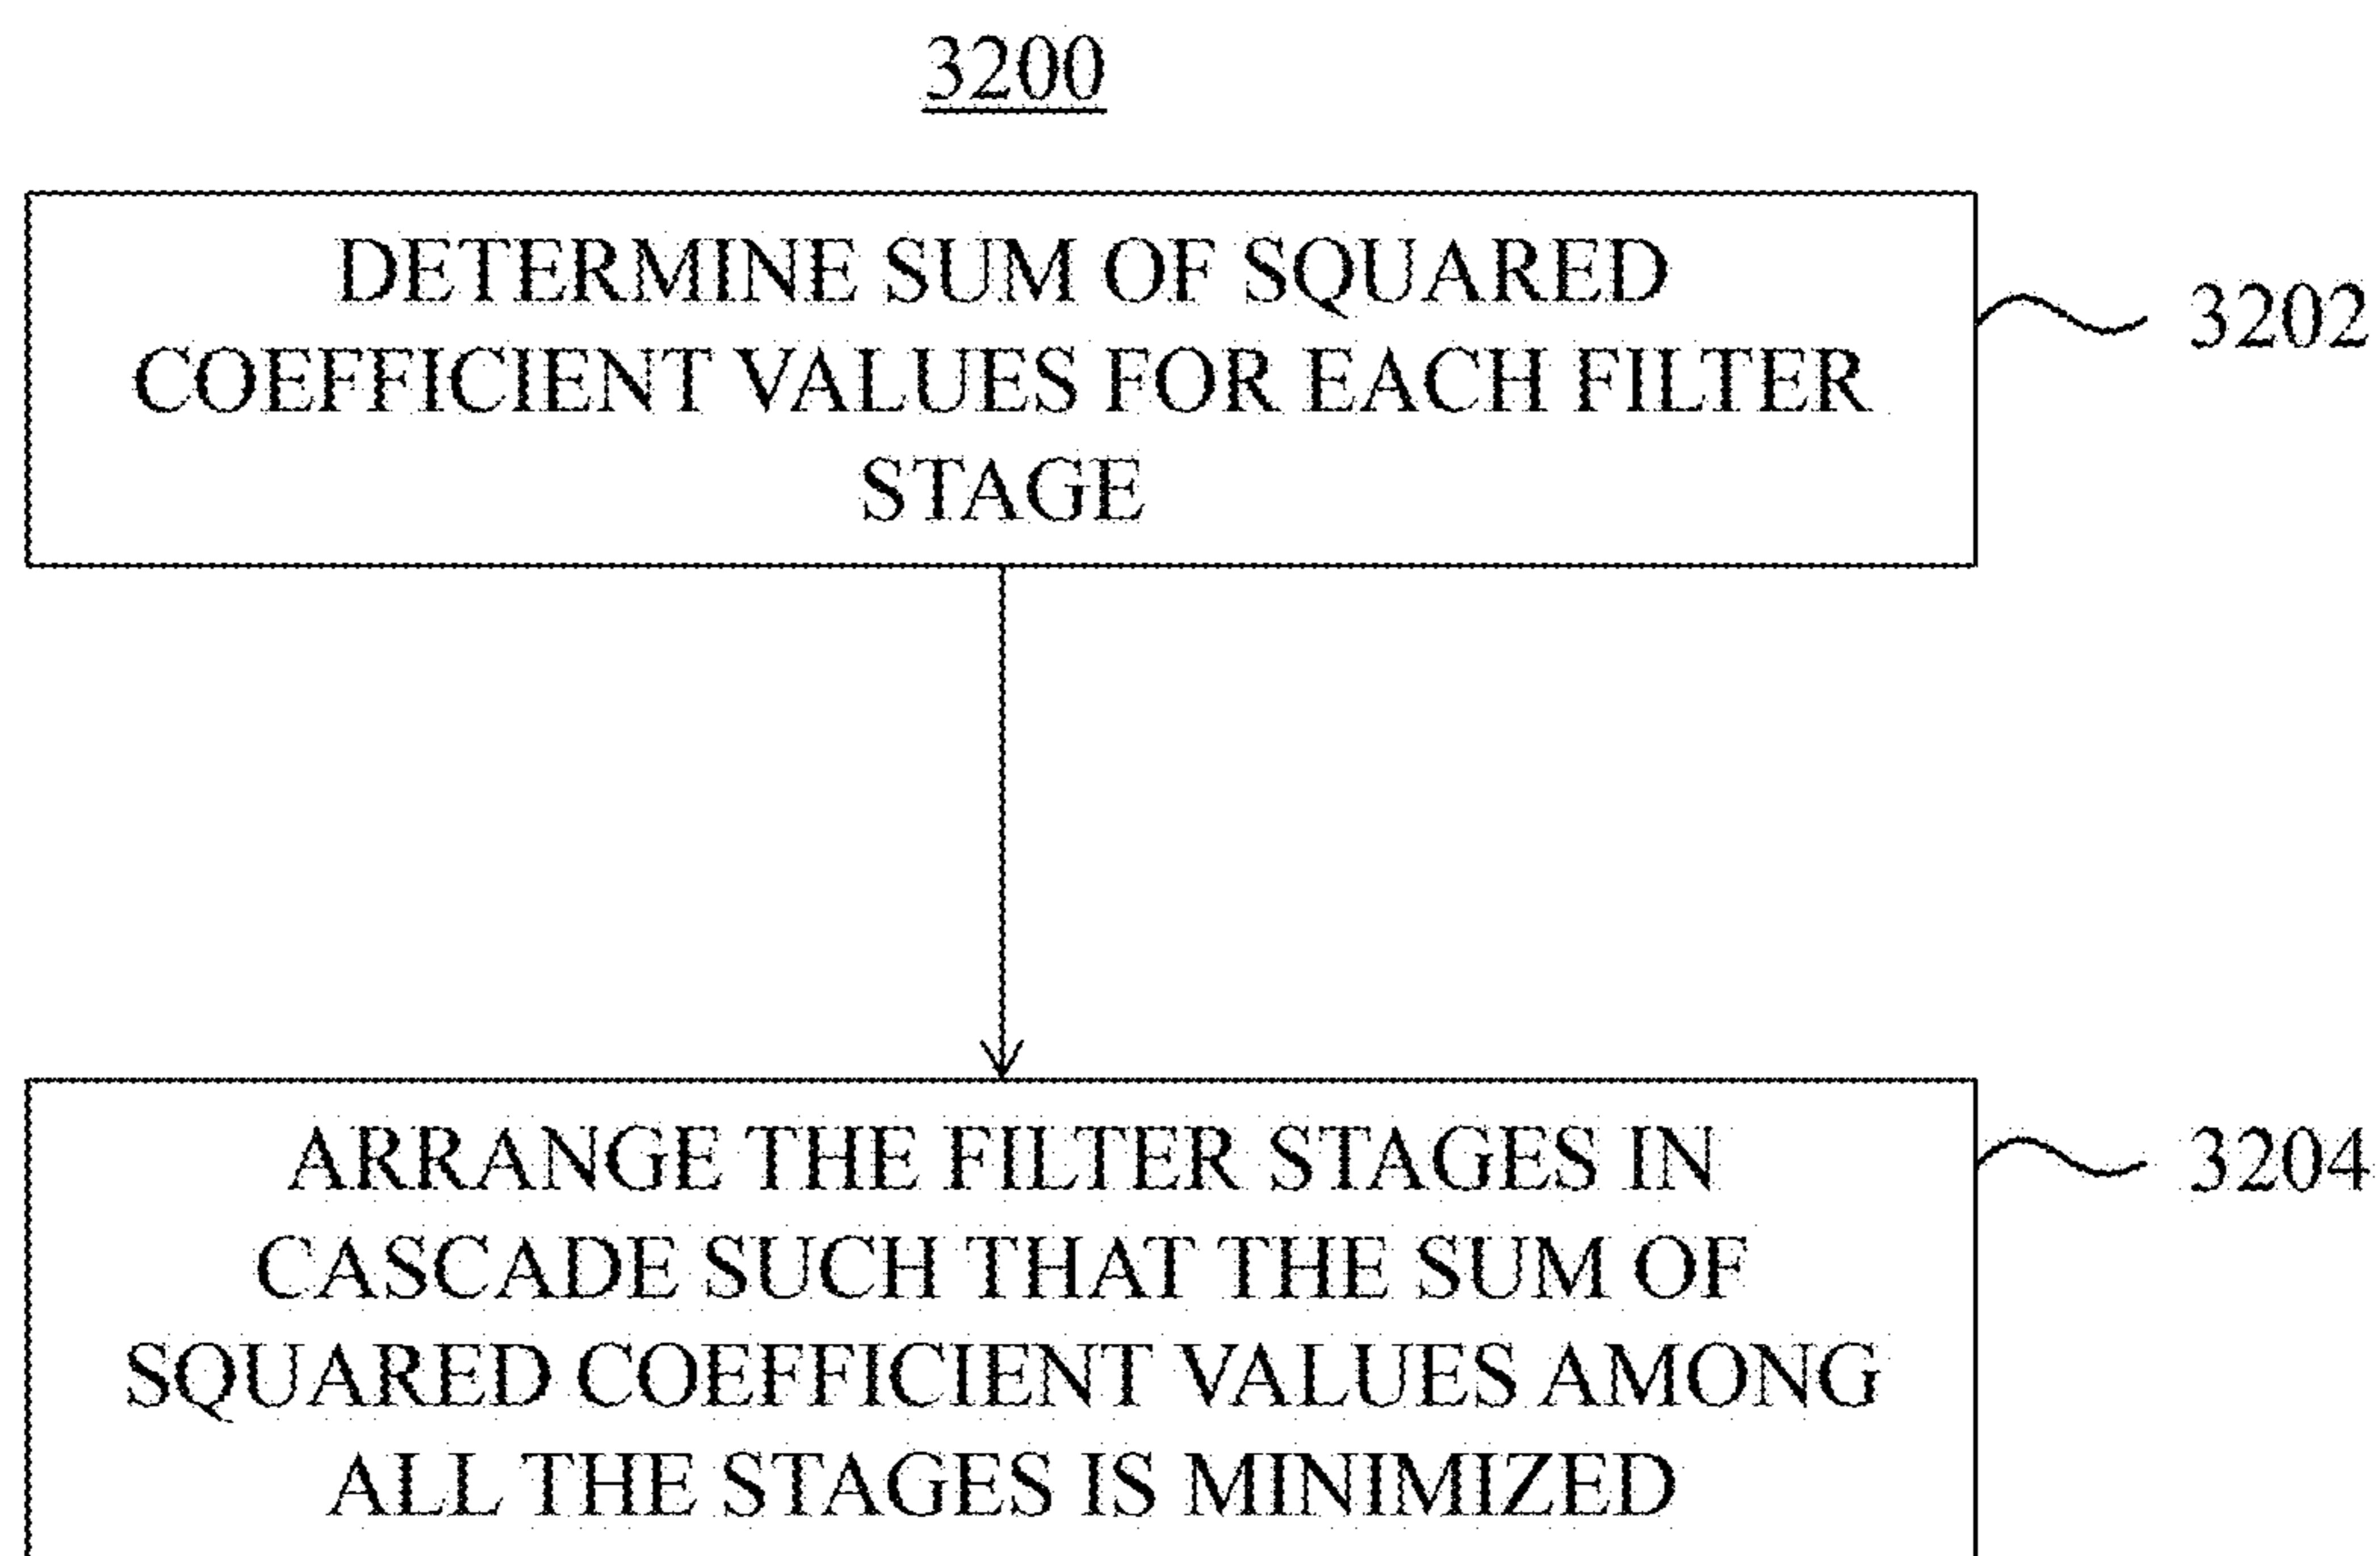 3200
DETERMINE SUM OF SQUARED
COEFFICIENT VALUES FOR EACH FILTER
STAGE
3202
ARRANGE THE FILTER STAGES IN
CASCADE SUCH THAT THE SUM OF
SQUARED COEFFICIENT VALUES AMONG
ALL THE STAGES IS MINIMIZED
3204